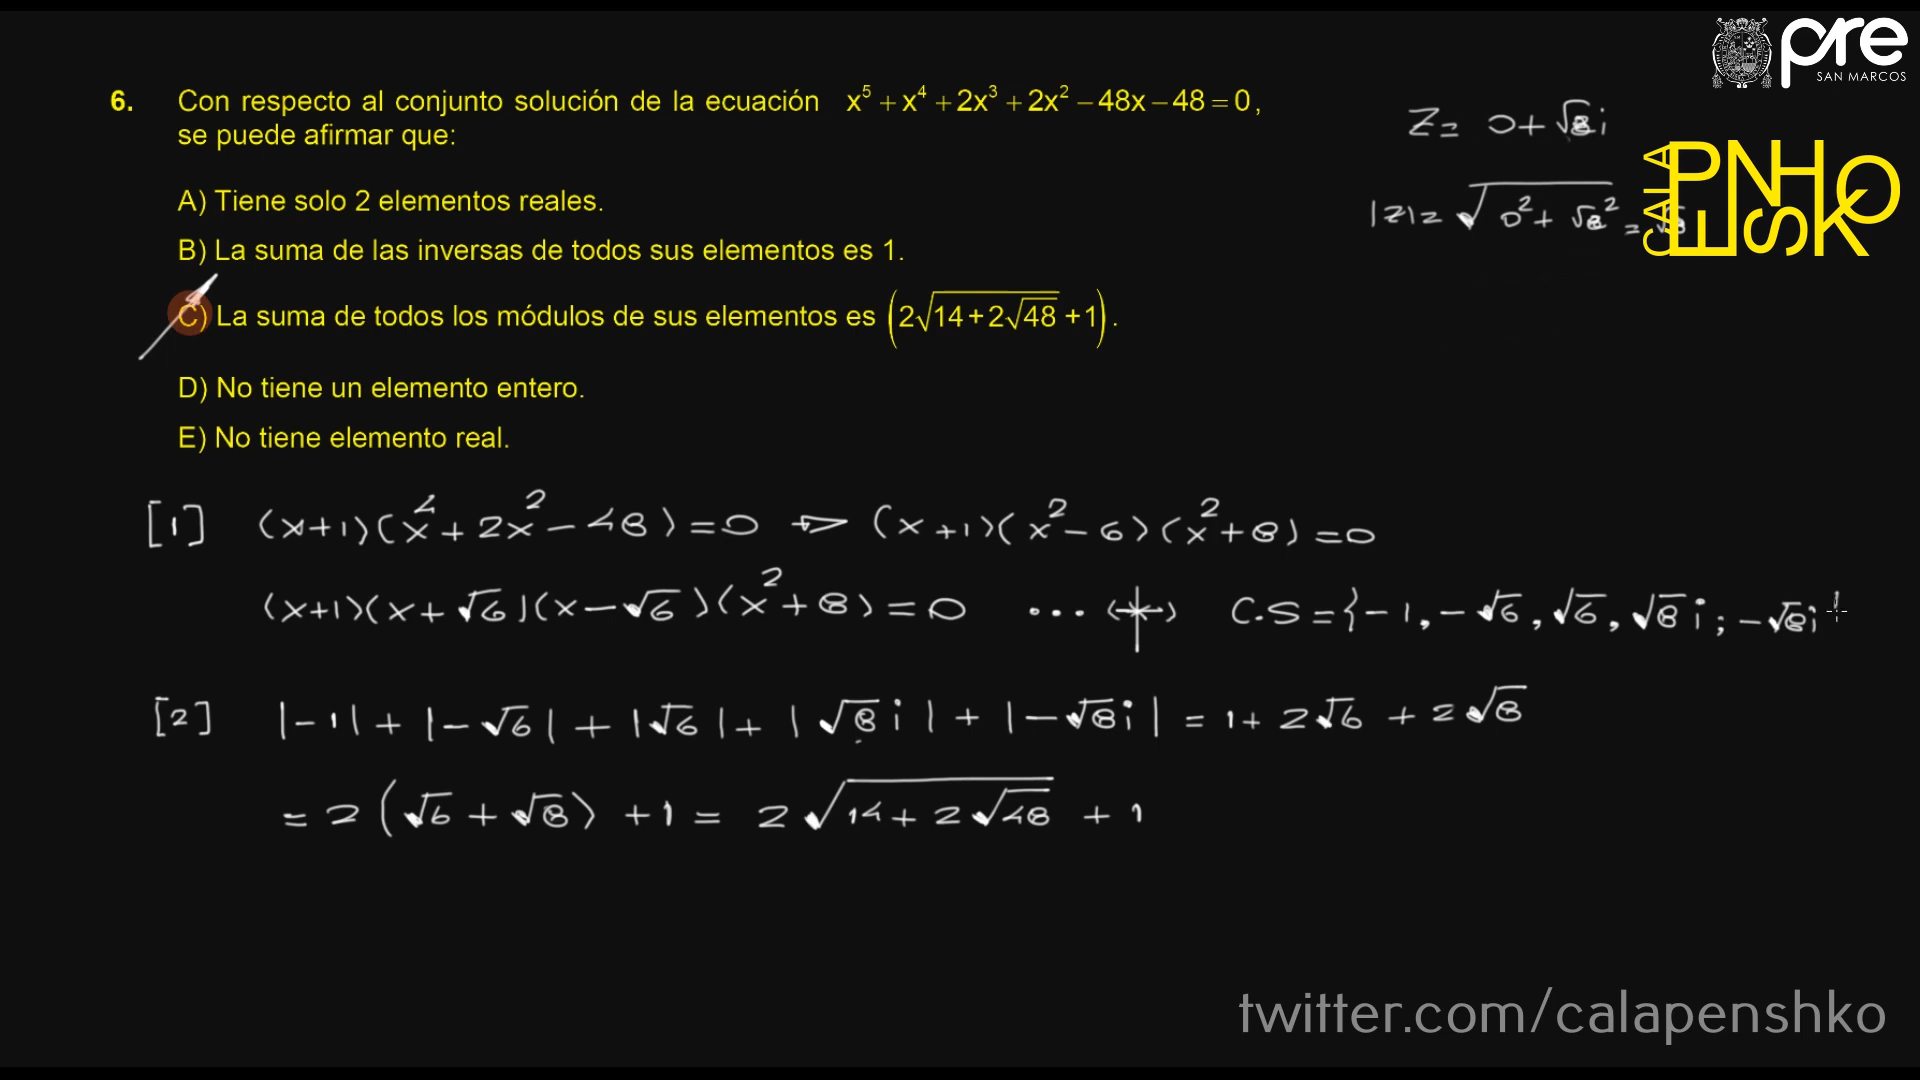 pre
SAN MARCOS
CALA
PENSHKO
6. Con respecto al conjunto solución de la ecuación x⁵ + x⁴ + 2x³ + 2x² − 48x − 48 = 0,
se puede afirmar que:
A) Tiene solo 2 elementos reales.
B) La suma de las inversas de todos sus elementos es 1.
C) La suma de todos los módulos de sus elementos es (2√(14+2√48) +1).
D) No tiene un elemento entero.
E) No tiene elemento real.
z = 0 + √8 i
|z| = √(0² + √8²) = √8
[1] (x+1)(x⁴ + 2x² − 48) = 0 → (x+1)(x² − 6)(x² + 8) = 0
(x+1)(x+√6)(x−√6)(x² + 8) = 0 ... (*) C.S = {−1, −√6, √6, √8 i; −√8 i}
[2] |−1| + |−√6| + |√6| + |√8 i| + |−√8 i| = 1 + 2√6 + 2√8
= 2(√6 + √8) + 1 = 2√(14 + 2√48) + 1
twitter.com/calapenshko